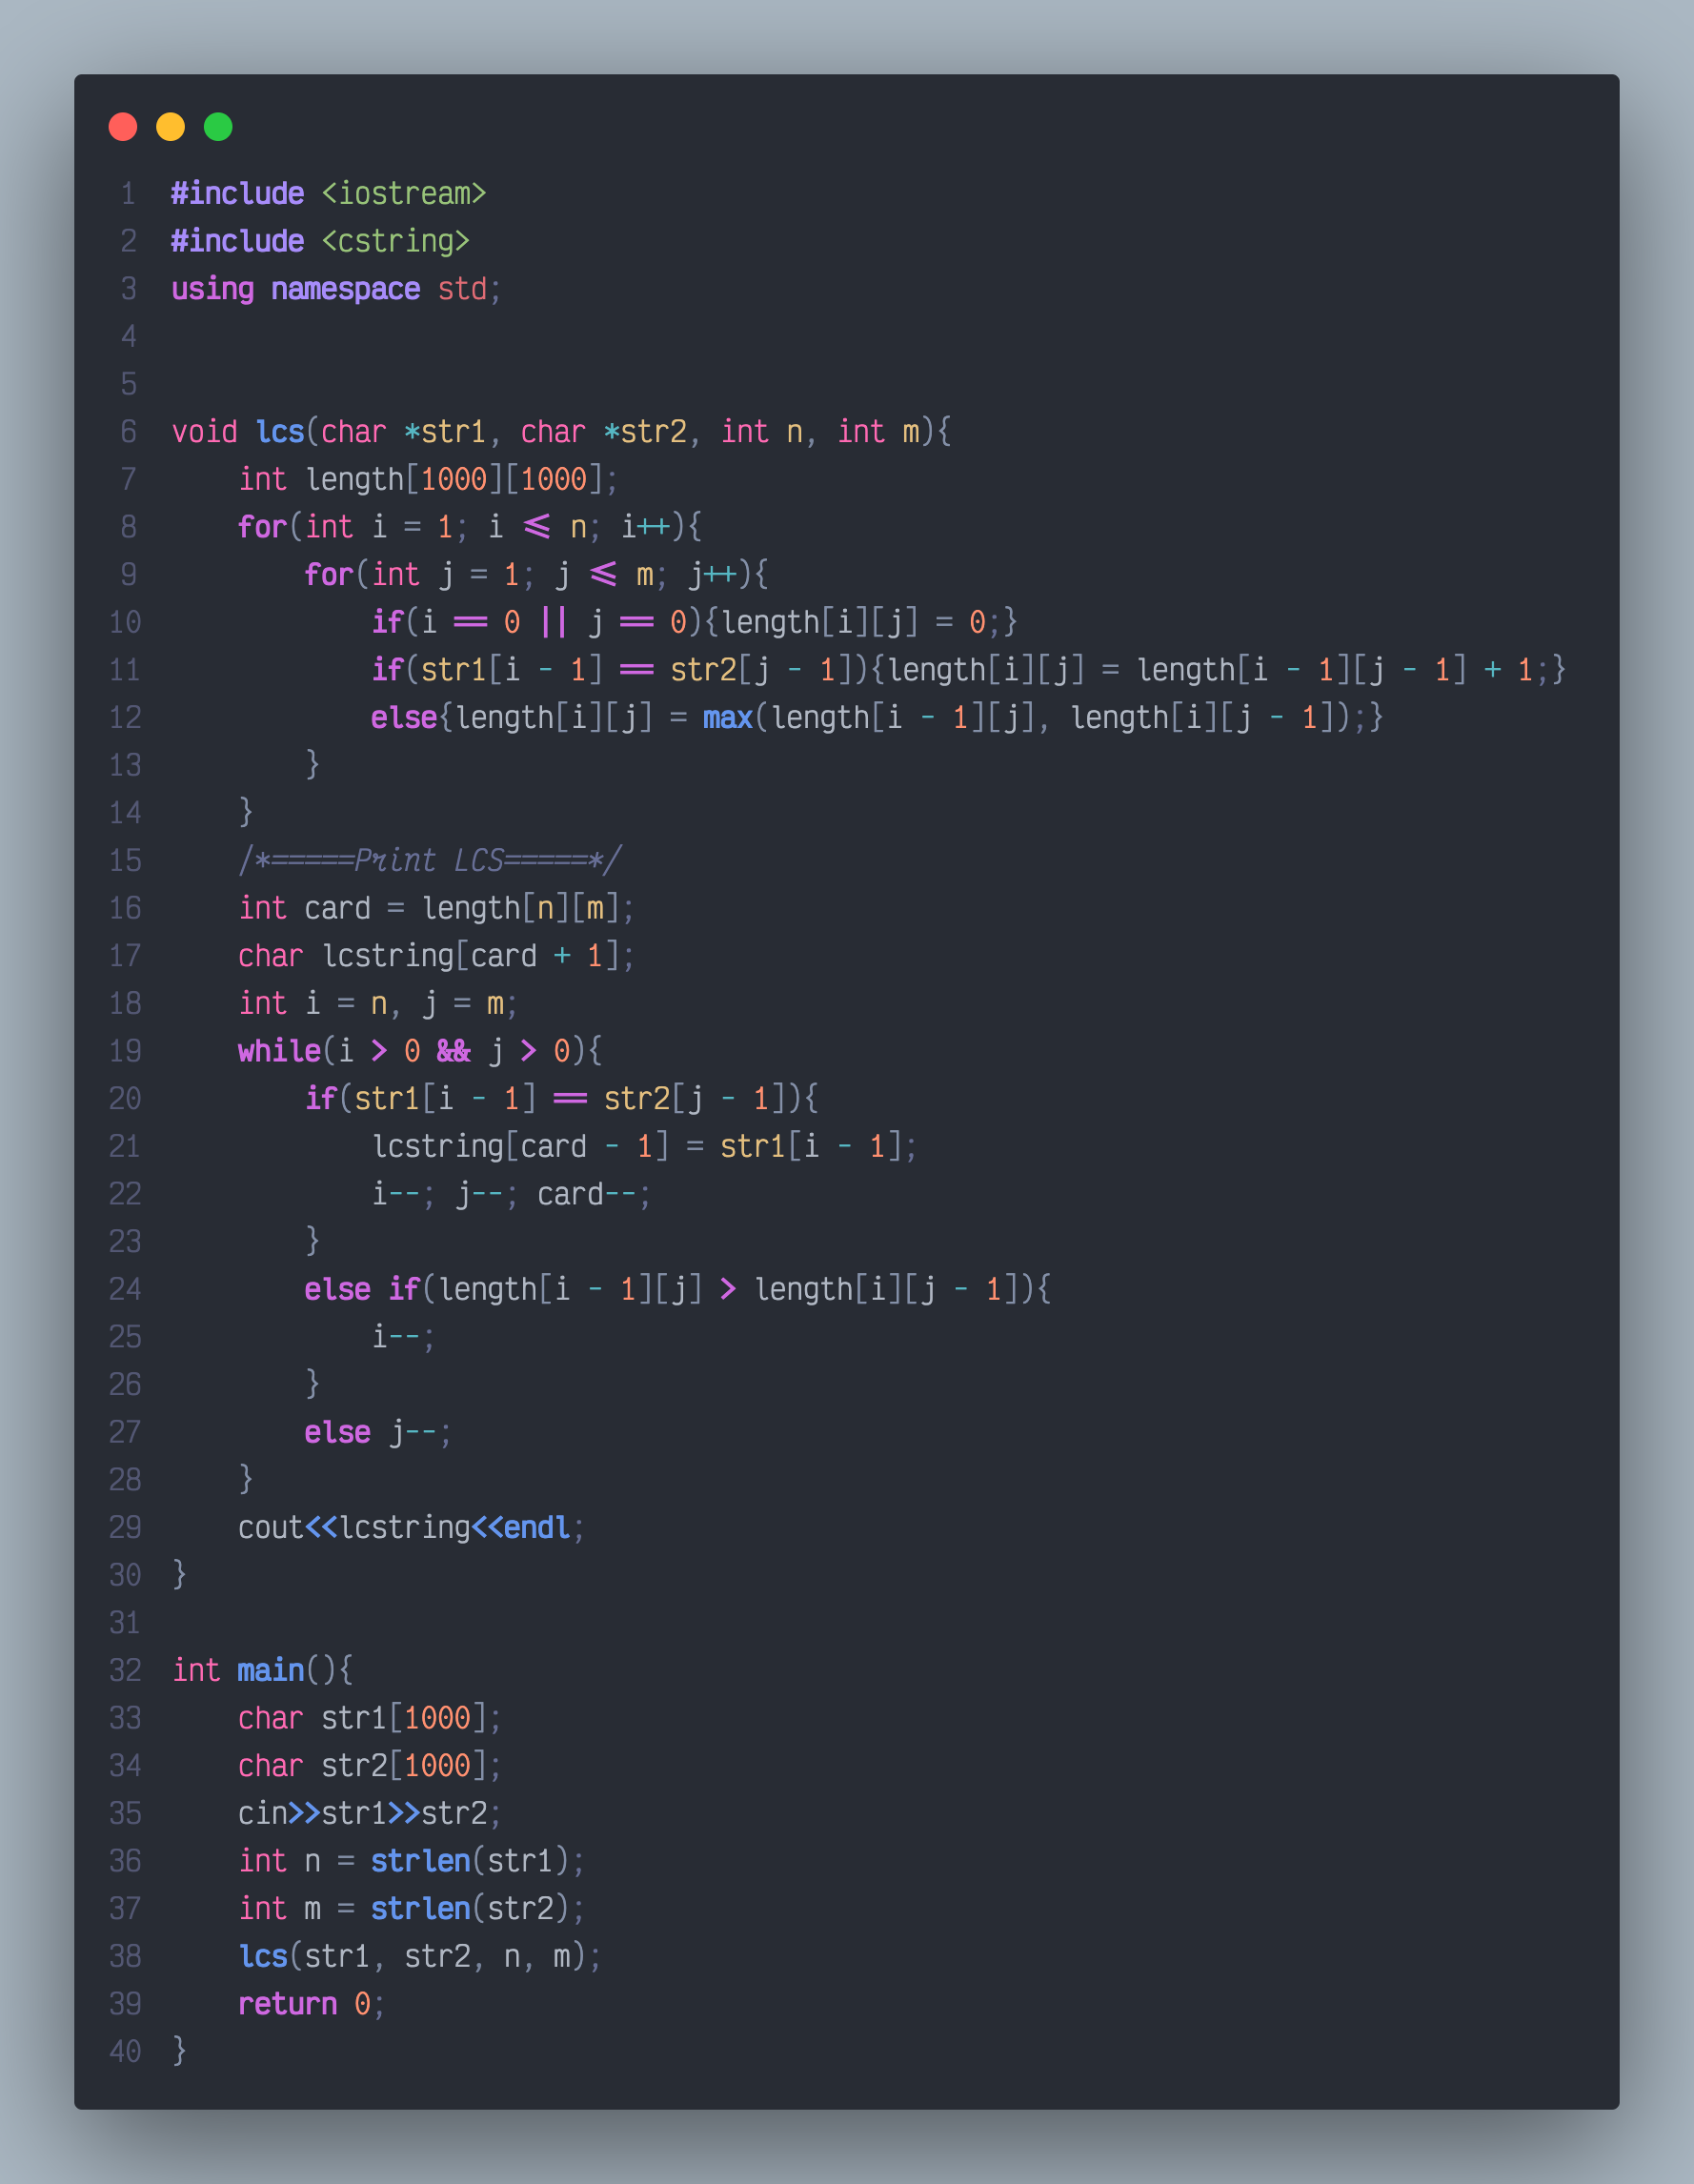 1 #include <iostream>
2 #include <cstring>
3 using namespace std;
4
5
6 void lcs(char *str1, char *str2, int n, int m){
7     int length[1000][1000];
8     for(int i = 1; i <= n; i++){
9         for(int j = 1; j <= m; j++){
10             if(i == 0 || j == 0){length[i][j] = 0;}
11             if(str1[i - 1] == str2[j - 1]){length[i][j] = length[i - 1][j - 1] + 1;}
12             else{length[i][j] = max(length[i - 1][j], length[i][j - 1]);}
13         }
14     }
15     /*=====Print LCS=====*/
16     int card = length[n][m];
17     char lcstring[card + 1];
18     int i = n, j = m;
19     while(i > 0 && j > 0){
20         if(str1[i - 1] == str2[j - 1]){
21             lcstring[card - 1] = str1[i - 1];
22             i--; j--; card--;
23         }
24         else if(length[i - 1][j] > length[i][j - 1]){
25             i--;
26         }
27         else j--;
28     }
29     cout<<lcstring<<endl;
30 }
31
32 int main(){
33     char str1[1000];
34     char str2[1000];
35     cin>>str1>>str2;
36     int n = strlen(str1);
37     int m = strlen(str2);
38     lcs(str1, str2, n, m);
39     return 0;
40 }